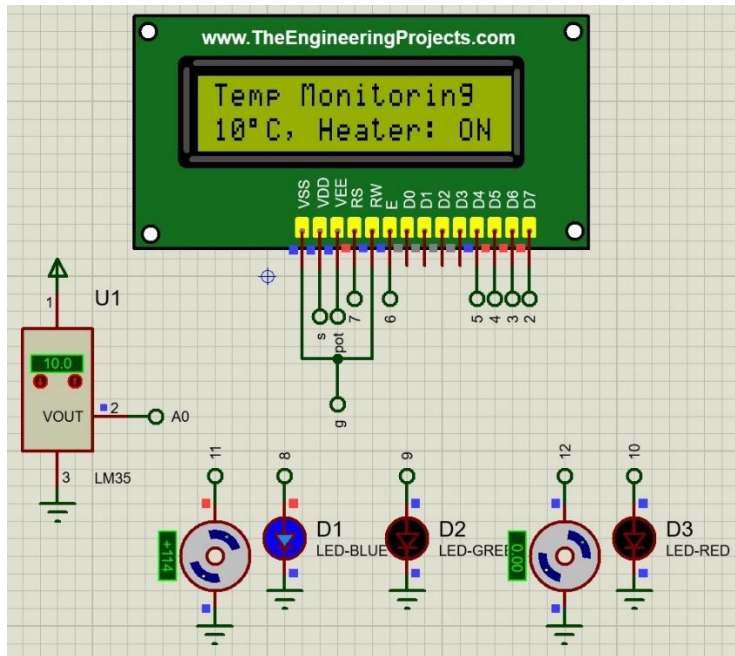 www.TheEngineeringProjects.com
Temp Monitoring
10°C, Heater: ON
VSS VDD VEE RS RW E D0 D1 D2 D3 D4 D5 D6 D7
s pot 7 6 5 4 3 2
g
U1
1
10.0
VOUT
2
A0
3
LM35
11
+114
8
D1
LED-BLUE
9
D2
LED-GREE
12
0.00
10
D3
LED-RED